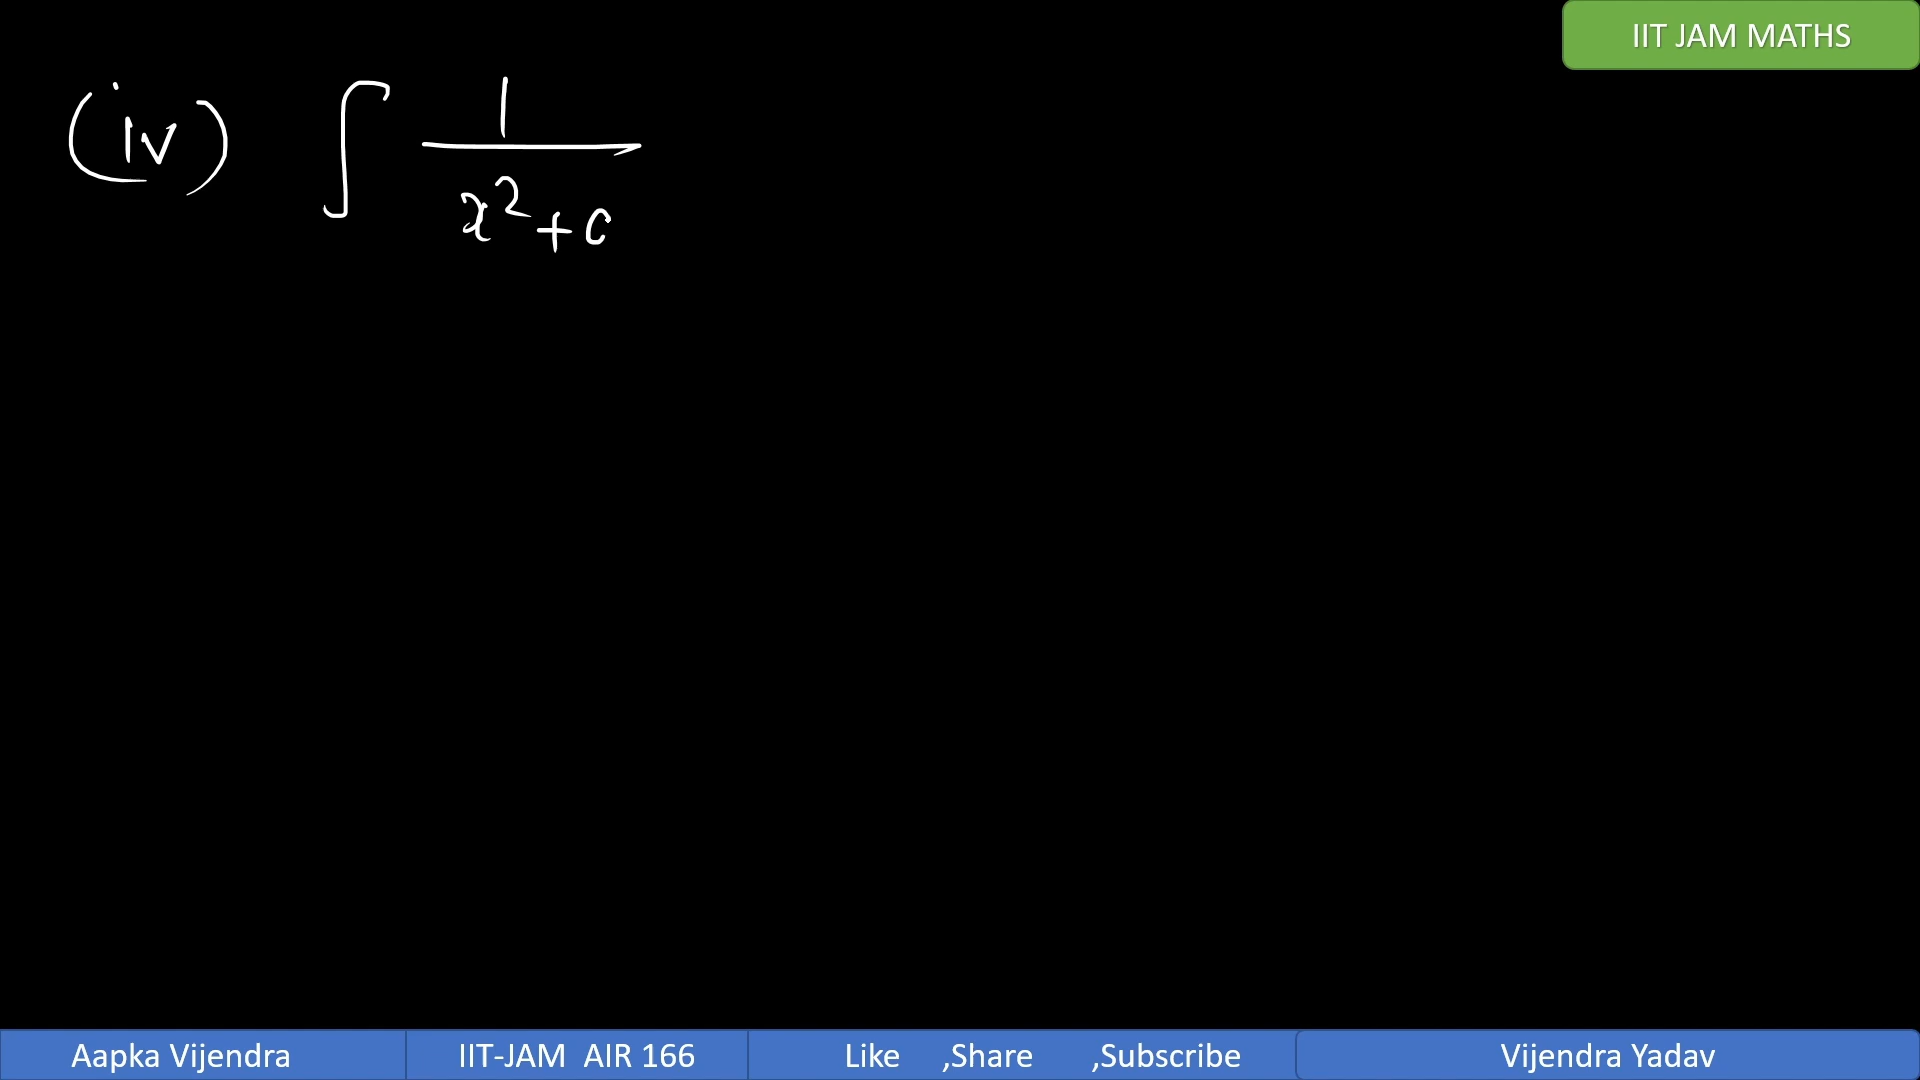 IIT JAM MATHS
(iv) ∫ 1/(x²+c
Aapka Vijendra IIT-JAM AIR 166 Like ,Share ,Subscribe Vijendra Yadav